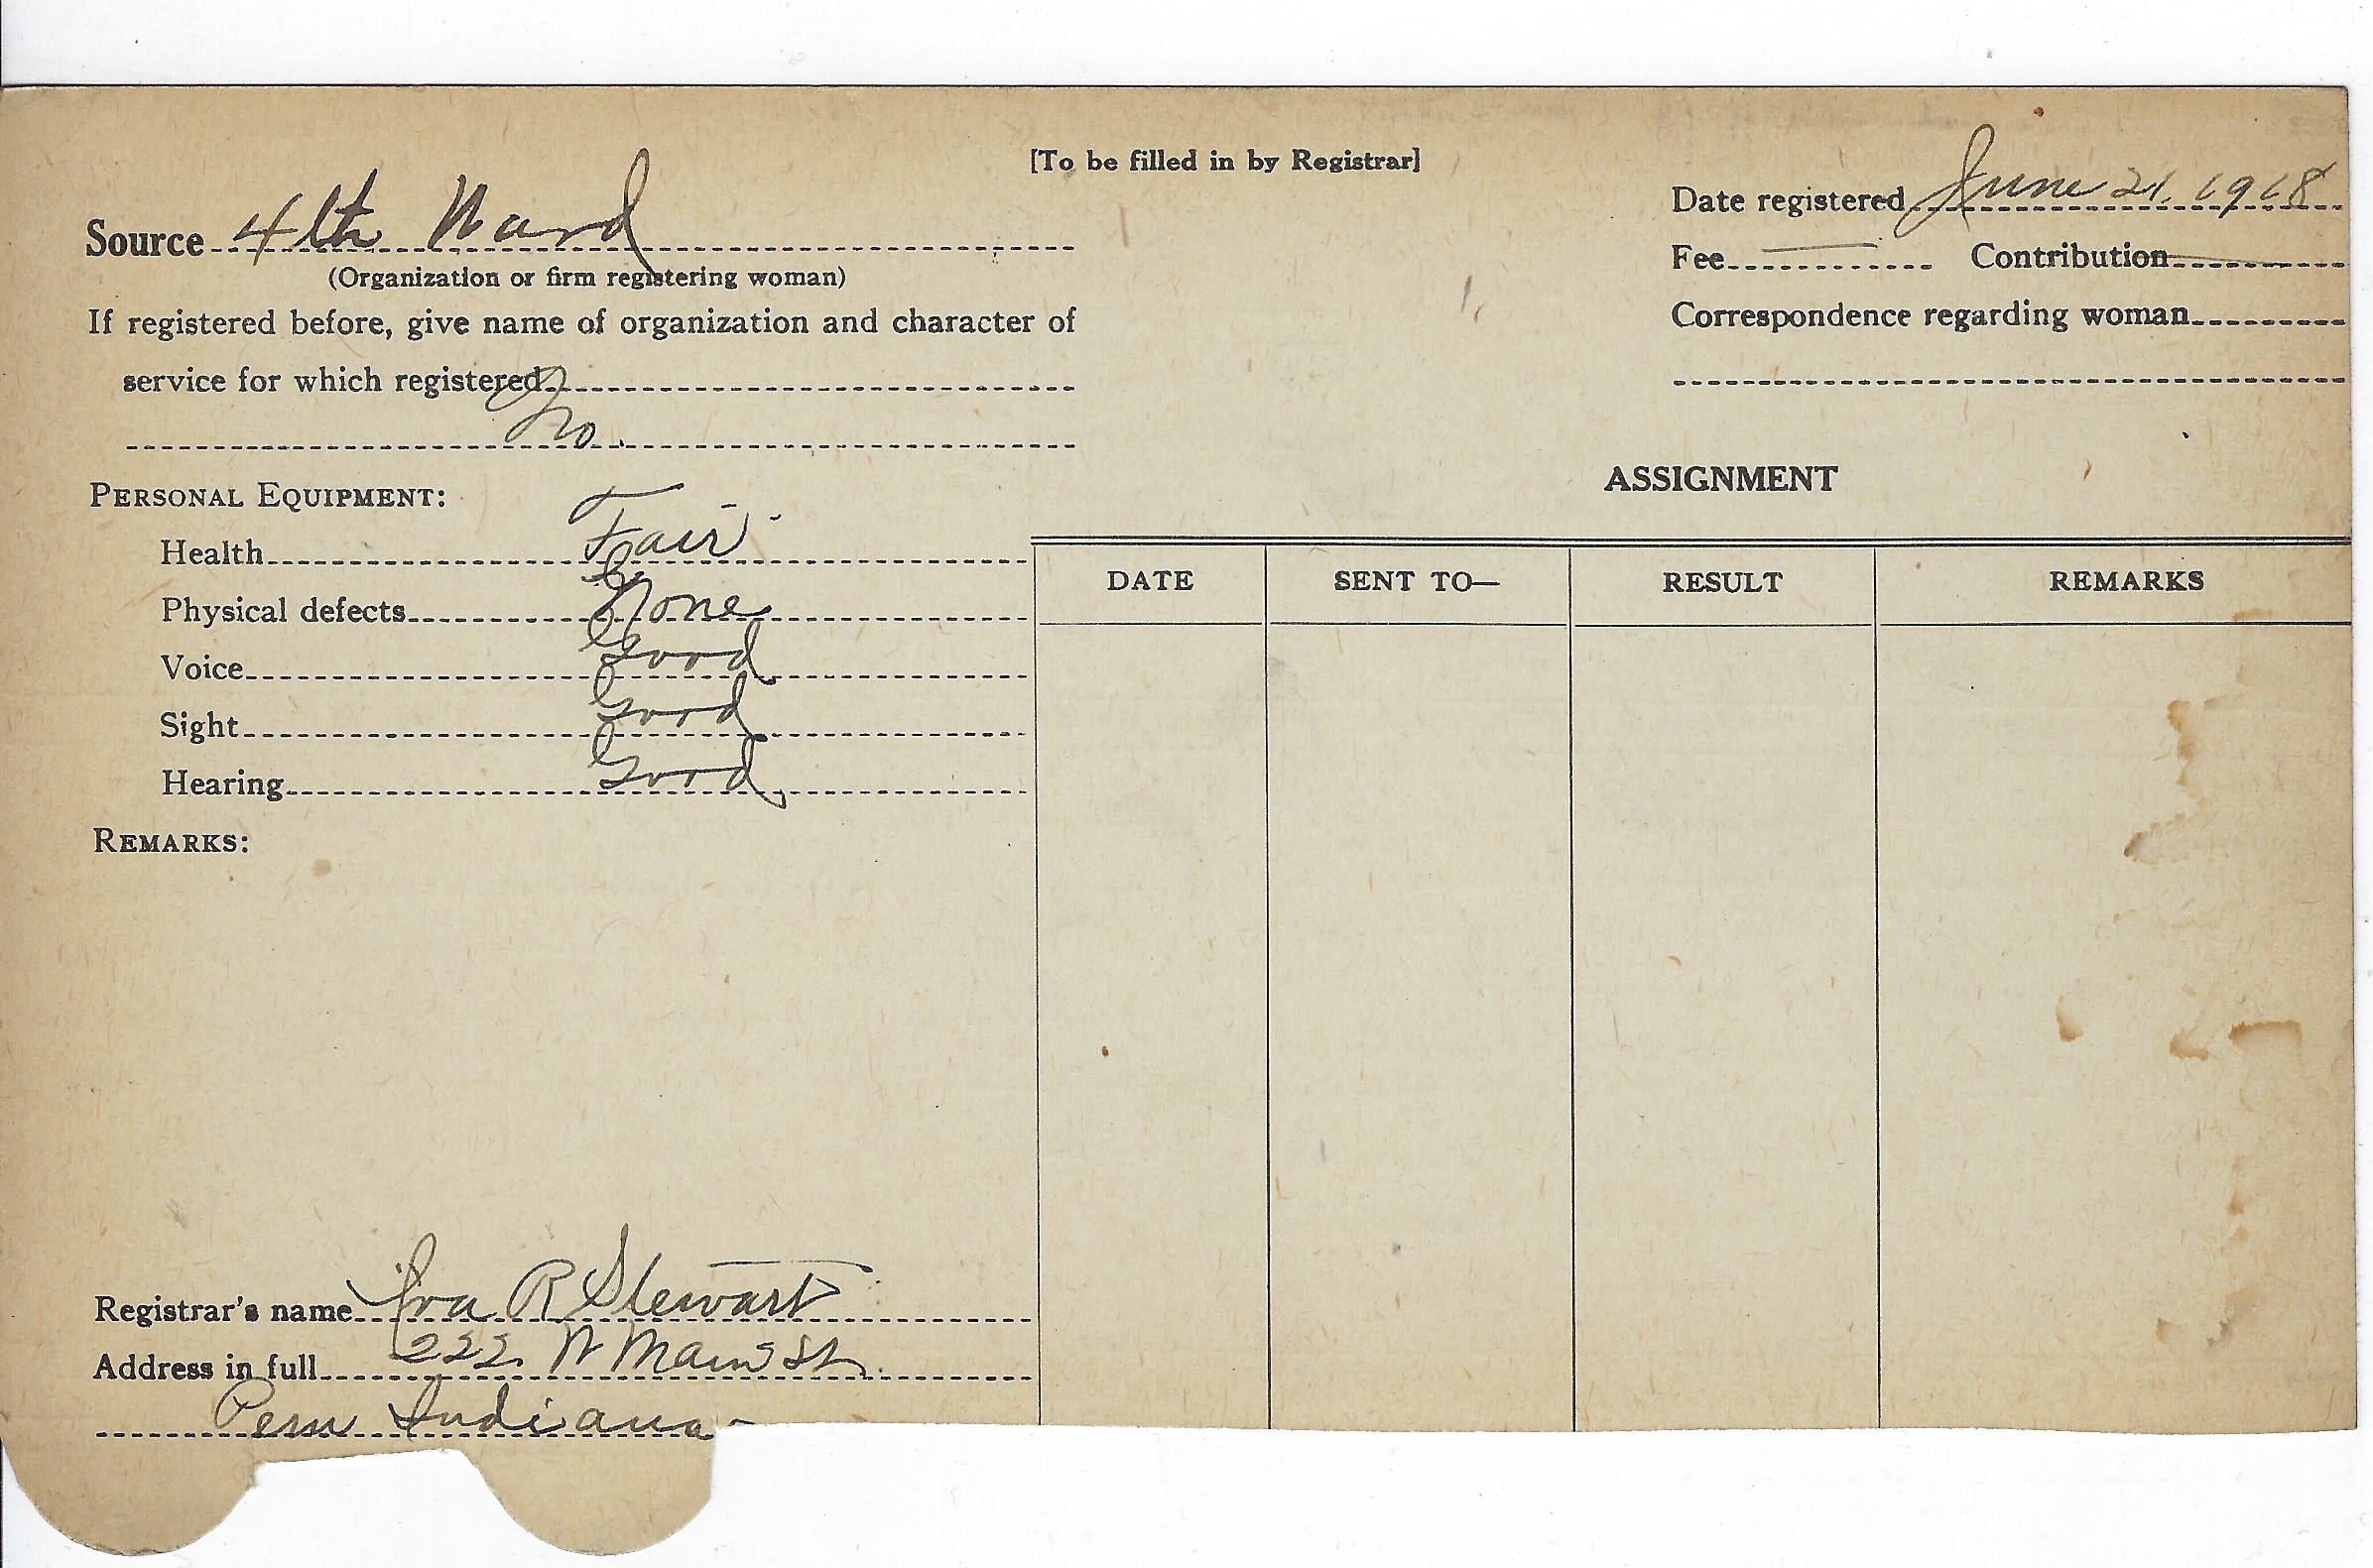 [To be filled in by Registrar]
Source 4th Ward
(Organization or firm registering woman)
If registered before, give name of organization and character of
service for which registered
No.
Date registered June 21, 1918
Fee Contribution
Correspondence regarding woman
PERSONAL EQUIPMENT:
Health Fair
Physical defects None
Voice Good
Sight Good
Hearing Good
REMARKS:
ASSIGNMENT
DATE SENT TO— RESULT REMARKS
Registrar's name Iva R Stewart
Address in full 222 W Main St.
Peru Indiana